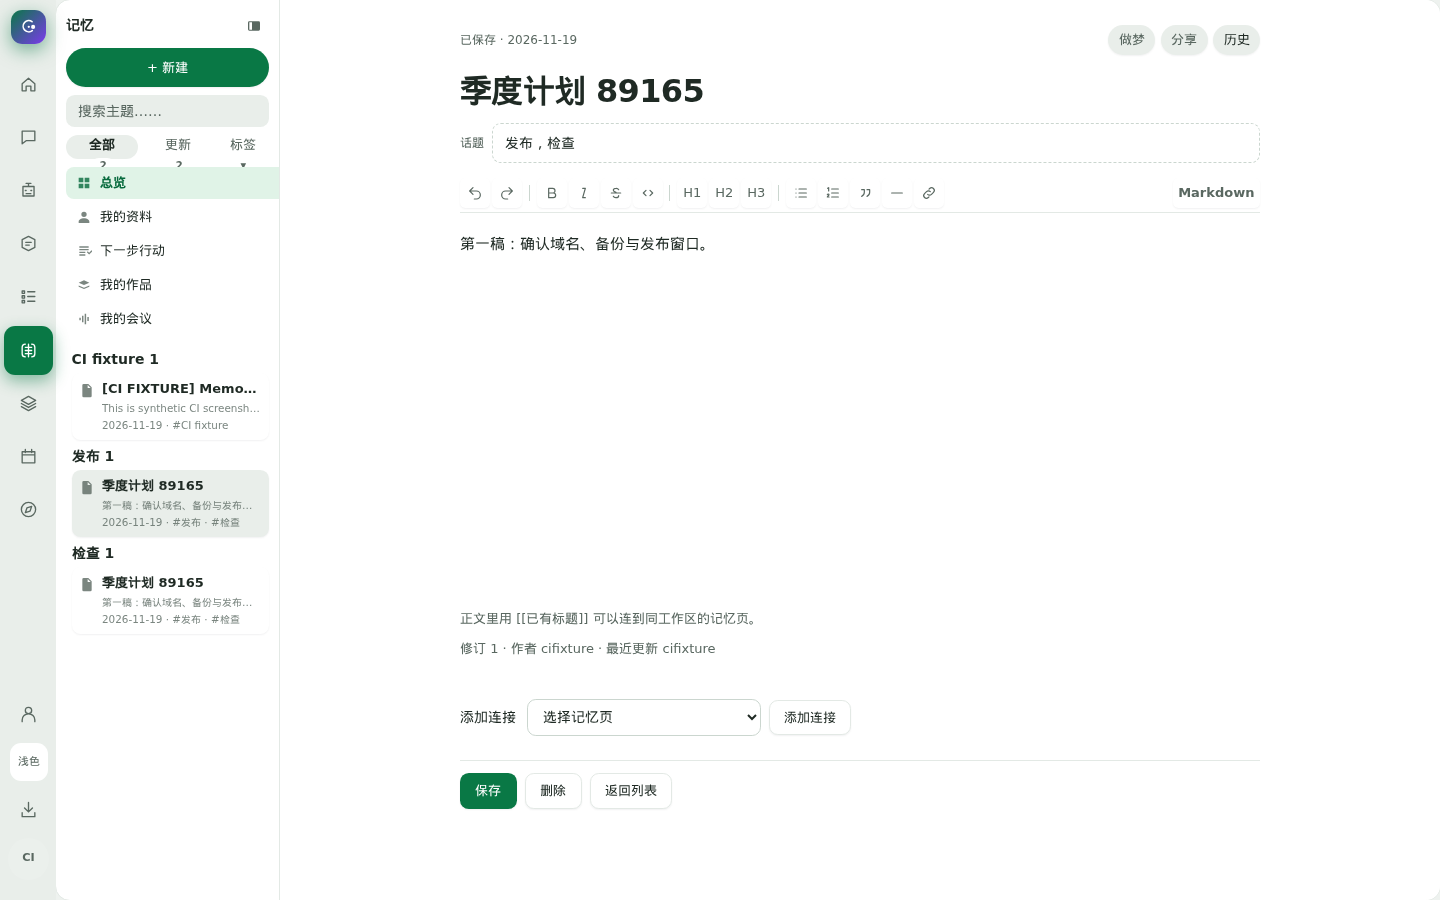 记忆
+ 新建
搜索主题……
全部 更新 标签
2 2 ▾
总览
我的资料
下一步行动
我的作品
我的会议
CI fixture 1
[CI FIXTURE] Memo…
This is synthetic CI screensh…
2026-11-19 · #CI fixture
发布 1
季度计划 89165
第一稿：确认域名、备份与发布…
2026-11-19 · #发布 · #检查
检查 1
季度计划 89165
第一稿：确认域名、备份与发布…
2026-11-19 · #发布 · #检查
浅色
CI
已保存 · 2026-11-19
做梦 分享 历史
季度计划 89165
话题 发布，检查
B I S H1 H2 H3 Markdown
第一稿：确认域名、备份与发布窗口。
正文里用 [[已有标题]] 可以连到同工作区的记忆页。
修订 1 · 作者 cifixture · 最近更新 cifixture
添加连接 选择记忆页 添加连接
保存 删除 返回列表